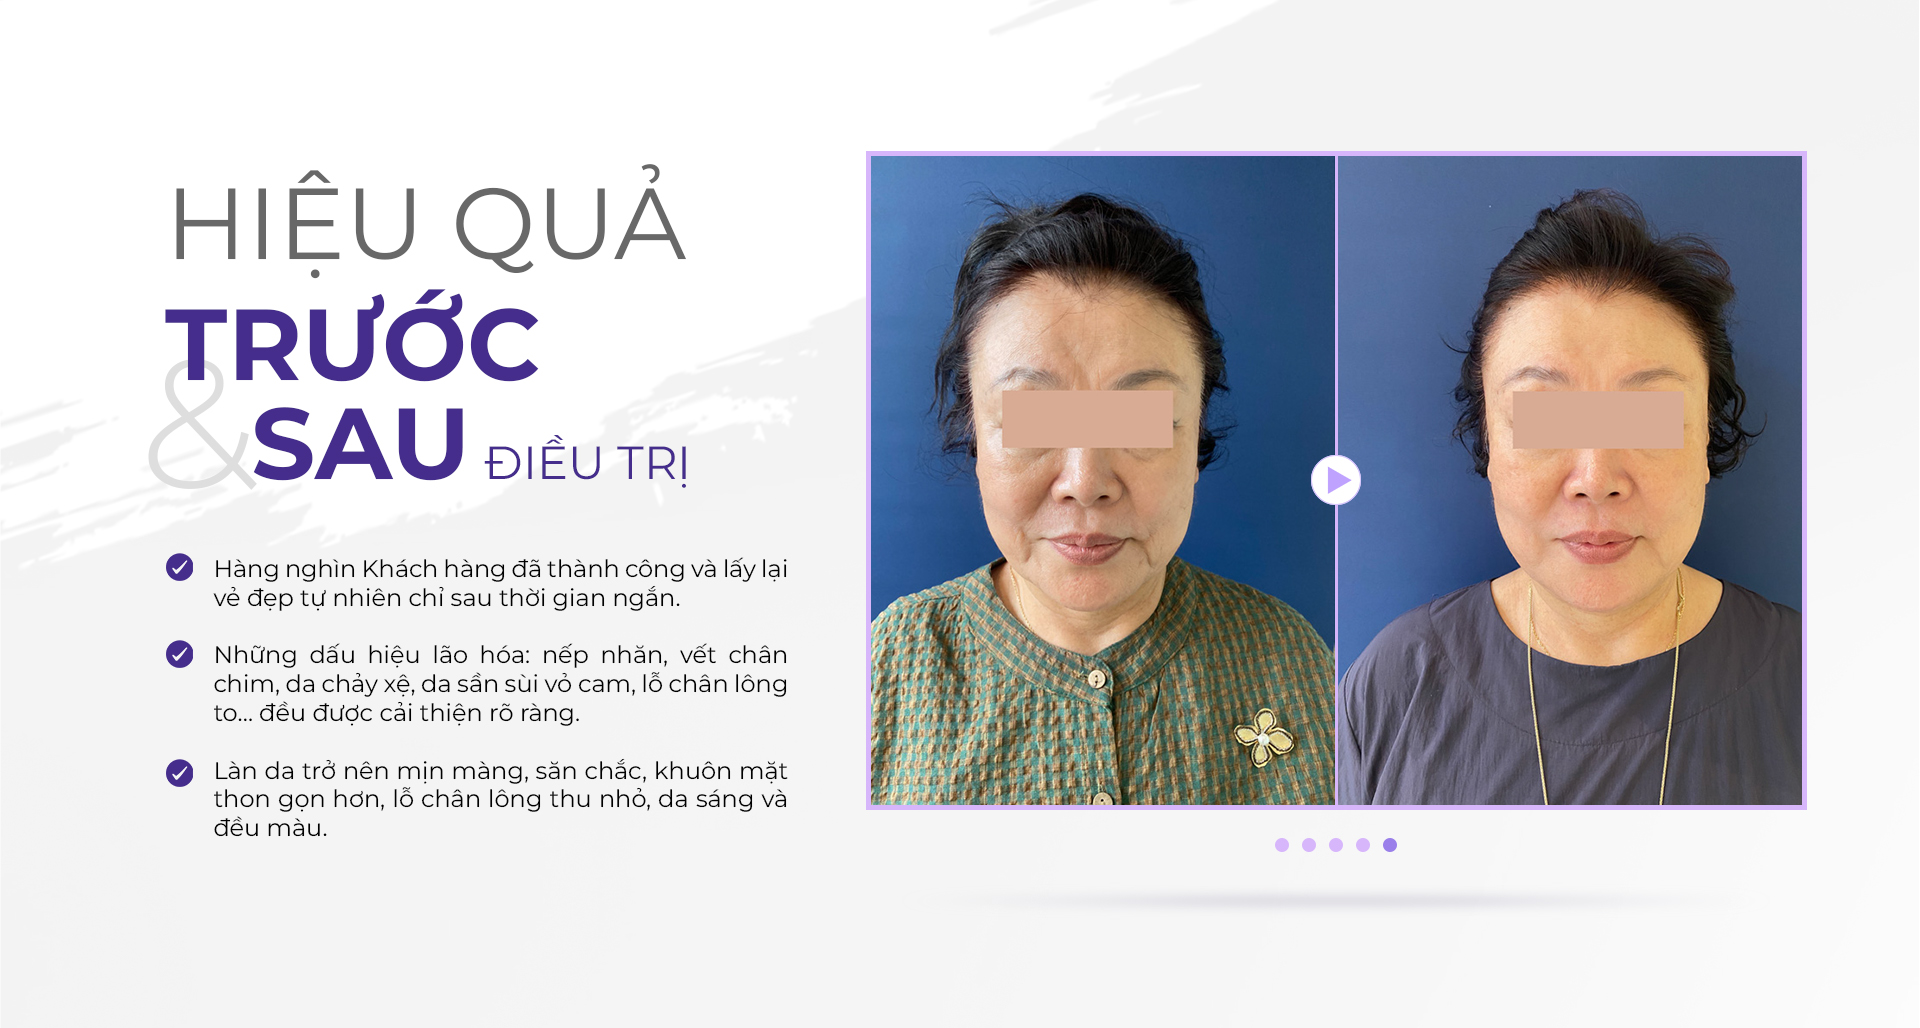 HIỆU QUẢ
TRƯỚC
& SAU ĐIỀU TRỊ
Hàng nghìn Khách hàng đã thành công và lấy lại
vẻ đẹp tự nhiên chỉ sau thời gian ngắn.
Những dấu hiệu lão hóa: nếp nhăn, vết chân
chim, da chảy xệ, da sần sùi vỏ cam, lỗ chân lông
to... đều được cải thiện rõ ràng.
Làn da trở nên mịn màng, săn chắc, khuôn mặt
thon gọn hơn, lỗ chân lông thu nhỏ, da sáng và
đều màu.